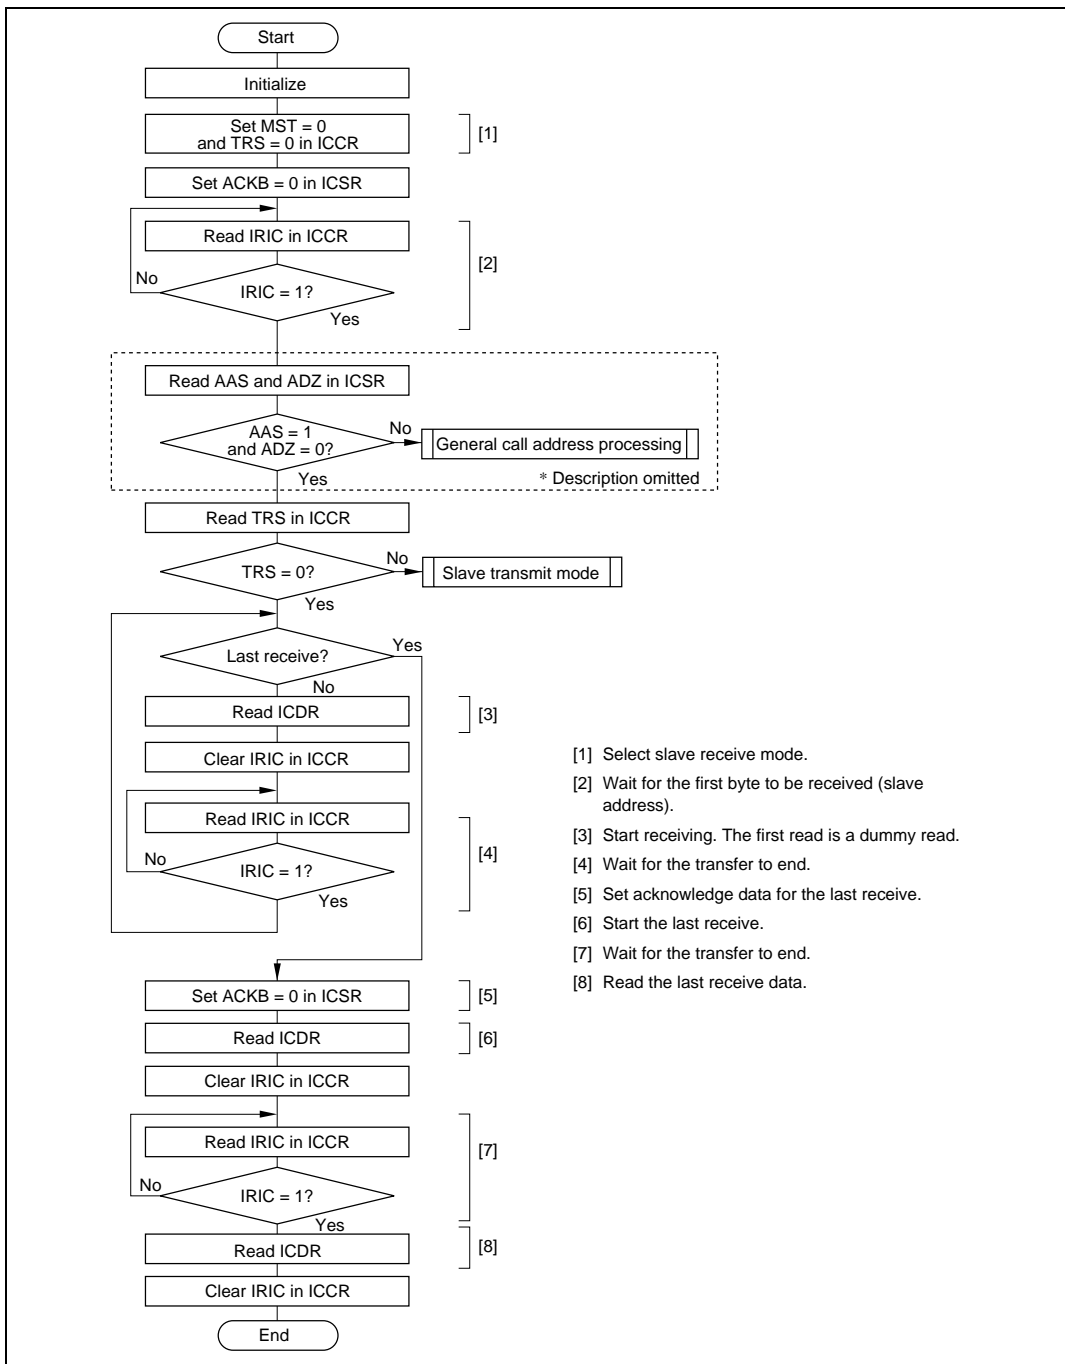 Start
Initialize
Set MST = 0
and TRS = 0 in ICCR
[1]
Set ACKB = 0 in ICSR
Read IRIC in ICCR
[2]
No
IRIC = 1?
Yes
Read AAS and ADZ in ICSR
AAS = 1
and ADZ = 0?
No
General call address processing
Yes
* Description omitted
Read TRS in ICCR
TRS = 0?
No
Slave transmit mode
Yes
Last receive?
Yes
No
Read ICDR
[3]
Clear IRIC in ICCR
Read IRIC in ICCR
[4]
No
IRIC = 1?
Yes
Set ACKB = 0 in ICSR
[5]
Read ICDR
[6]
Clear IRIC in ICCR
Read IRIC in ICCR
[7]
No
IRIC = 1?
Yes
Read ICDR
[8]
Clear IRIC in ICCR
End
[1] Select slave receive mode.
[2] Wait for the first byte to be received (slave
address).
[3] Start receiving. The first read is a dummy read.
[4] Wait for the transfer to end.
[5] Set acknowledge data for the last receive.
[6] Start the last receive.
[7] Wait for the transfer to end.
[8] Read the last receive data.